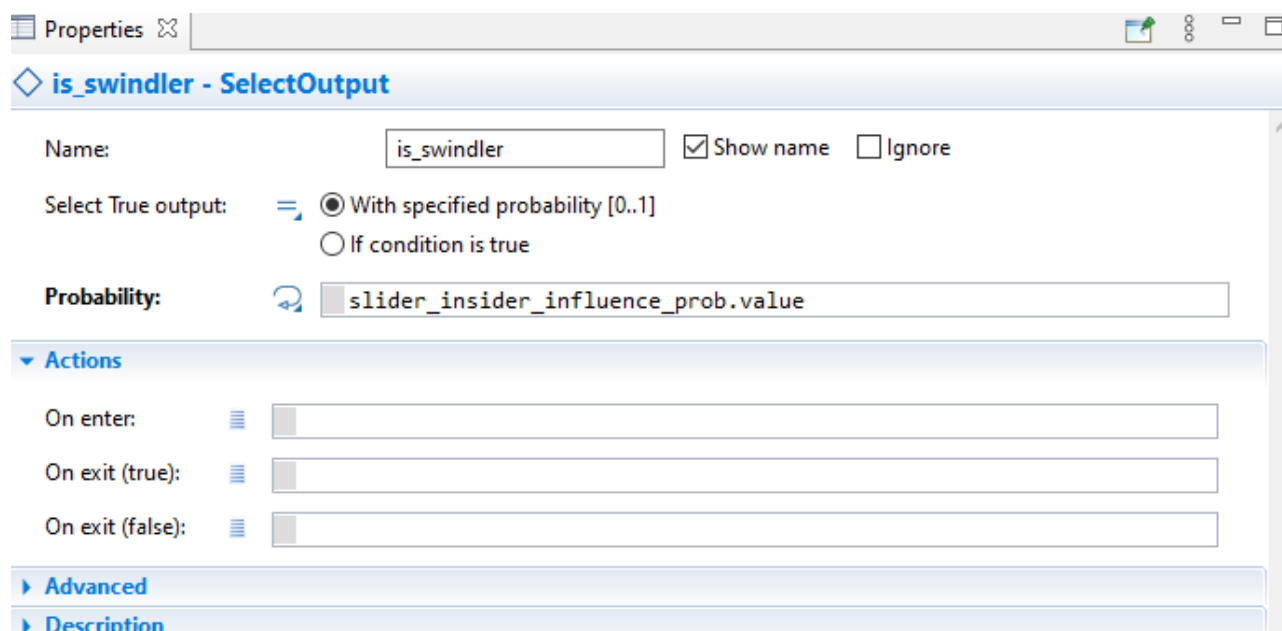 Properties
is_swindler - SelectOutput
Name: is_swindler Show name Ignore
Select True output: With specified probability [0..1]
If condition is true
Probability: slider_insider_influence_prob.value
Actions
On enter:
On exit (true):
On exit (false):
Advanced
Description